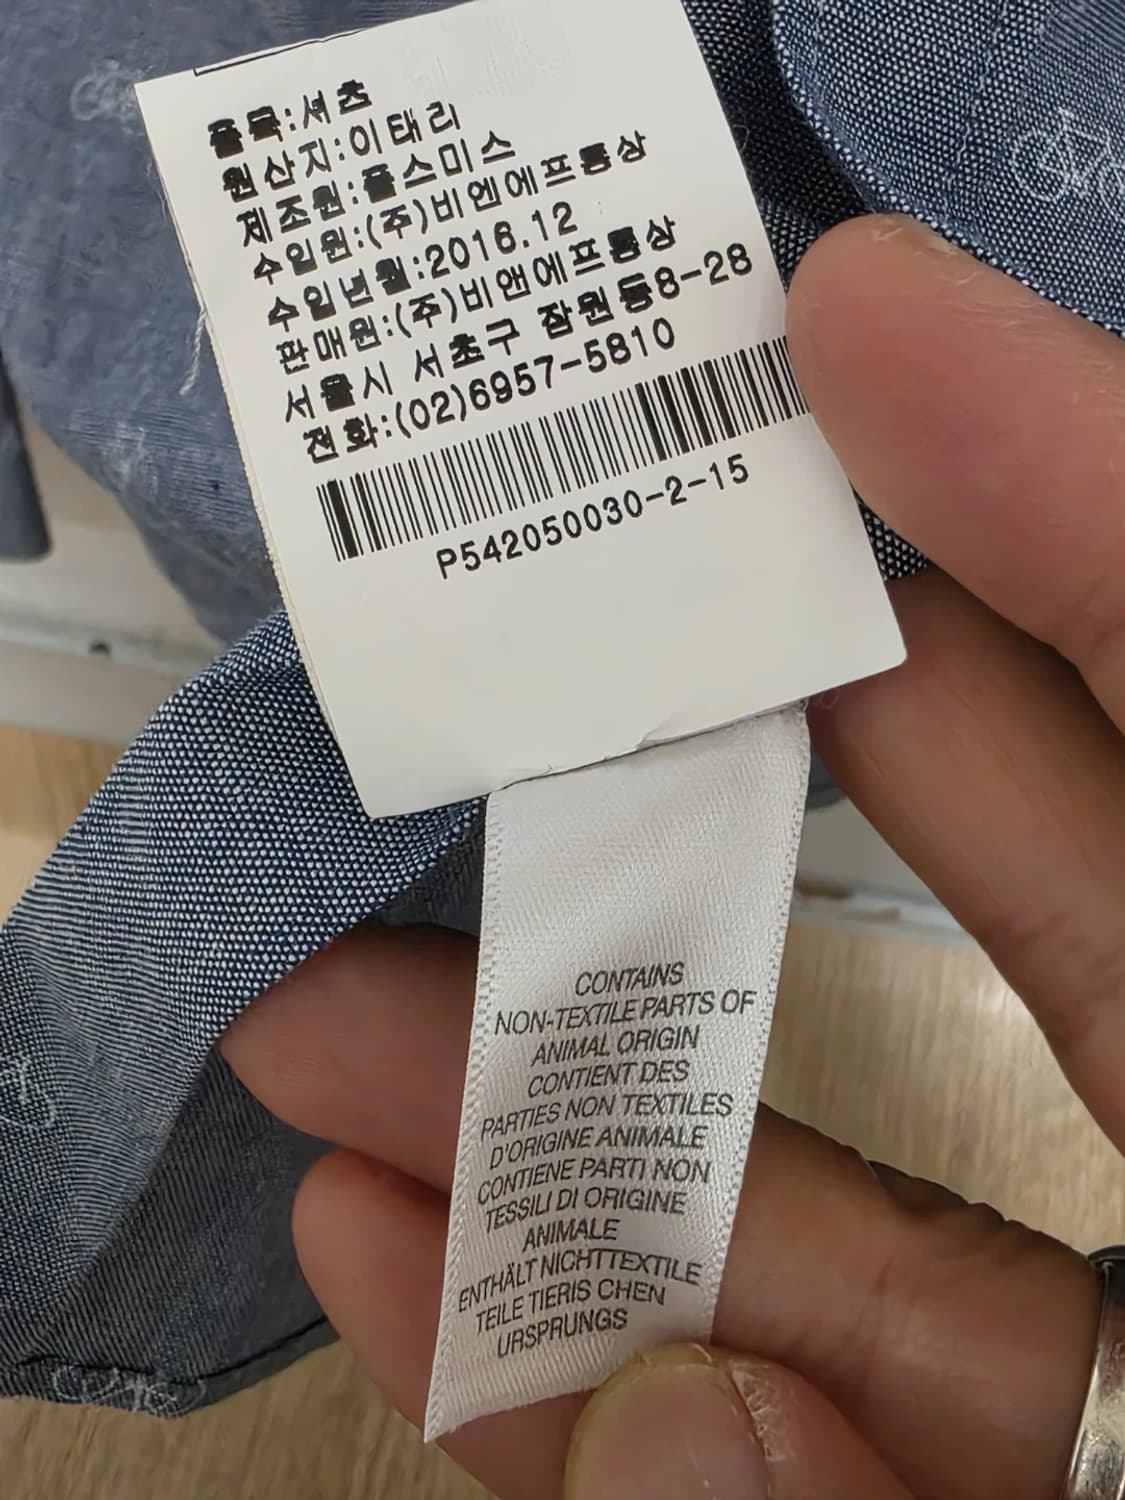 품목:셔츠
원산지:이태리
제조원:폴스미스
수입원:(주)비엔에프통상
수입년월:2016.12
판매원:(주)비앤에프통상
서울시 서초구 잠원동8-28
전화:(02)6957-5810
P542050030-2-15
CONTAINS
NON-TEXTILE PARTS OF
ANIMAL ORIGIN
CONTIENT DES
PARTIES NON TEXTILES
D'ORIGINE ANIMALE
CONTIENE PARTI NON
TESSILI DI ORIGINE
ANIMALE
ENTHÄLT NICHTTEXTILE
TEILE TIERIS CHEN
URSPRUNGS